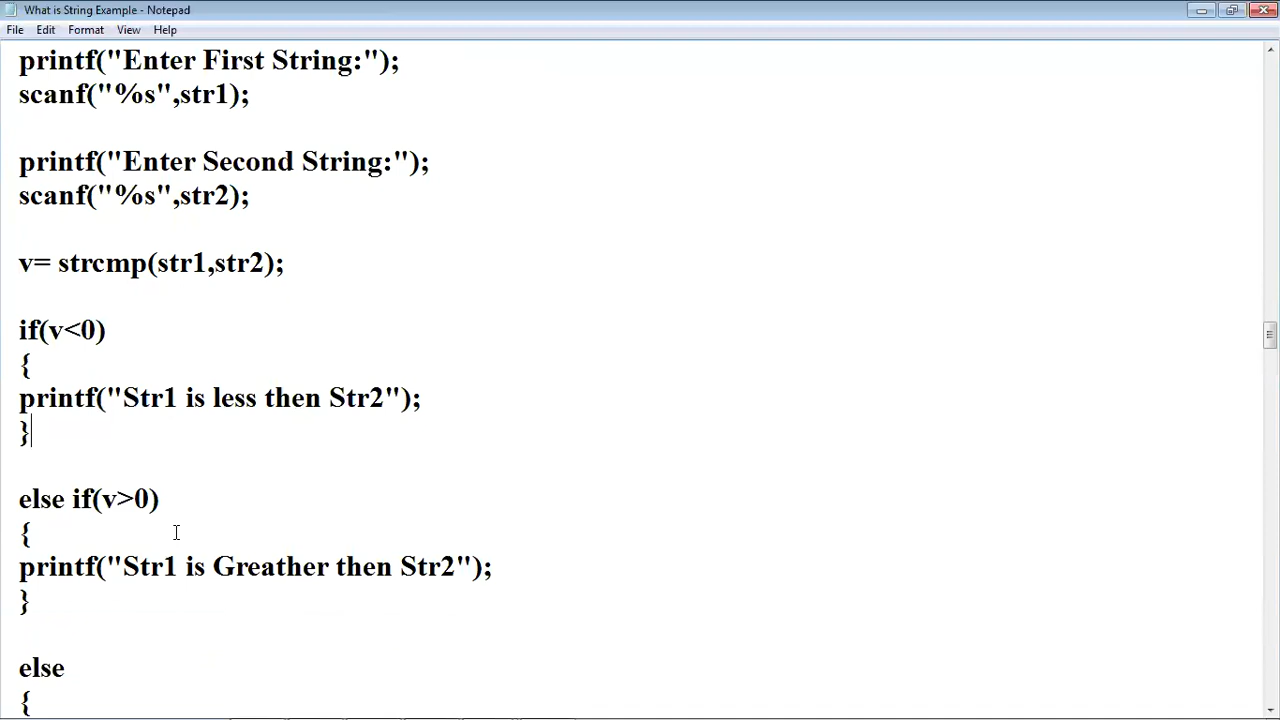 What is String Example - Notepad
File Edit Format View Help
printf("Enter First String:");
scanf("%s",str1);
printf("Enter Second String:");
scanf("%s",str2);
v= strcmp(str1,str2);
if(v<0)
{
printf("Str1 is less then Str2");
}
else if(v>0)
{
printf("Str1 is Greather then Str2");
}
else
{